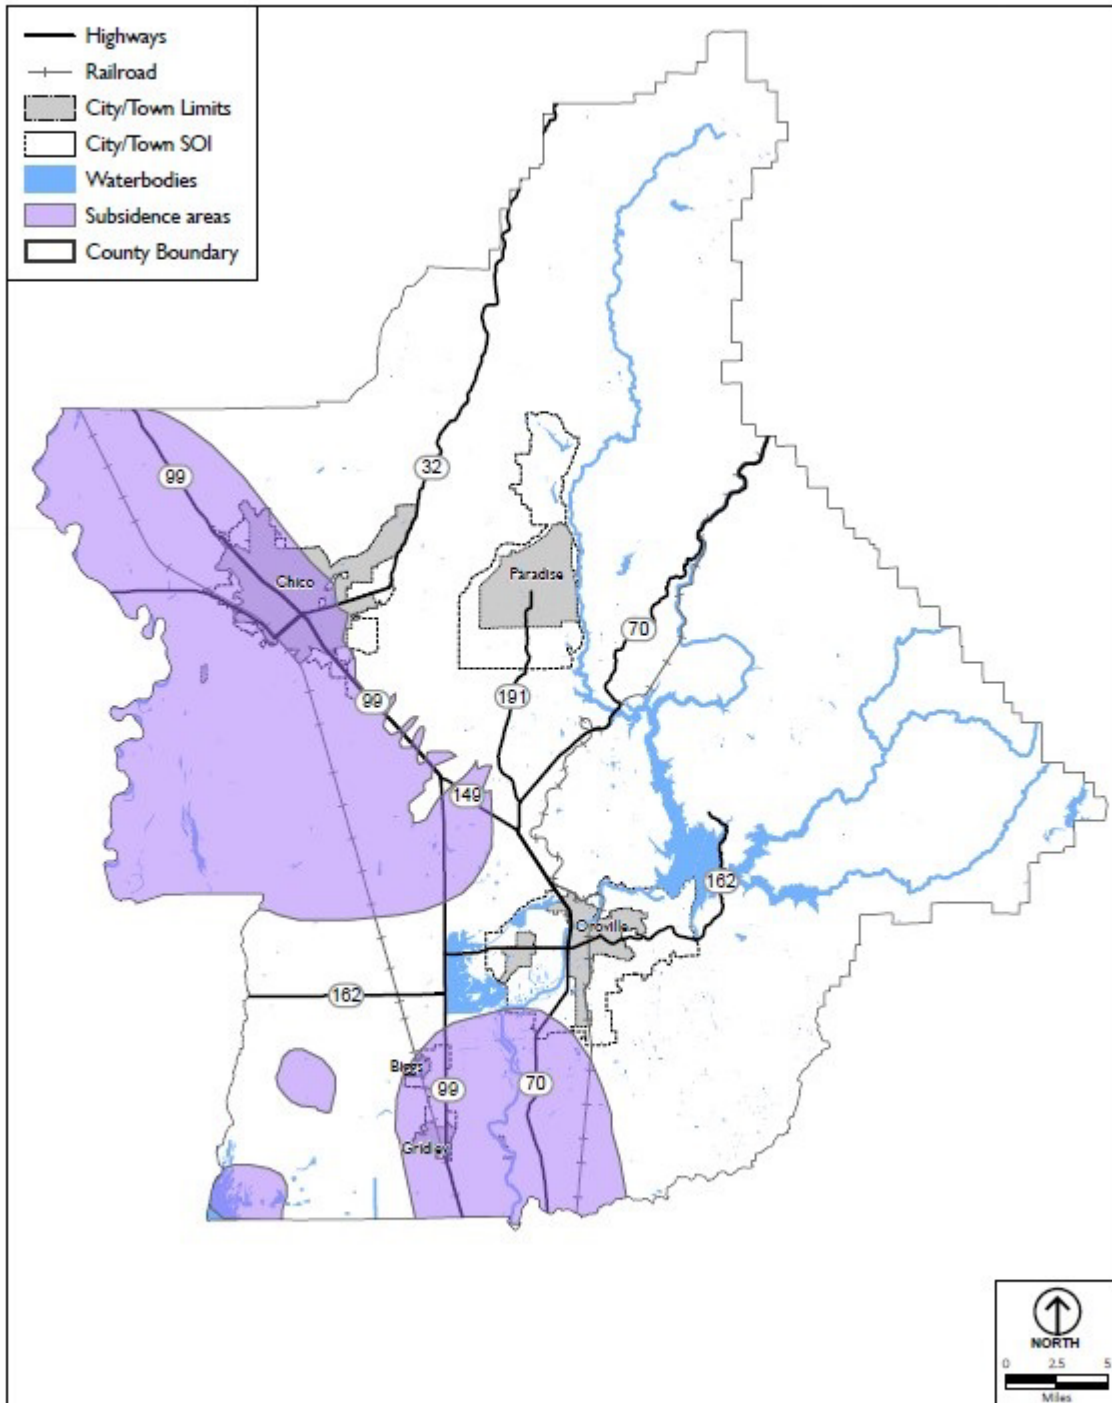 Highways
Railroad
City/Town Limits
City/Town SOI
Waterbodies
Subsidence areas
County Boundary
32
99
Chico
Paradise
70
191
99
149
162
Oroville
162
Biggs
99
70
Gridley
NORTH
0 2.5 5
Miles